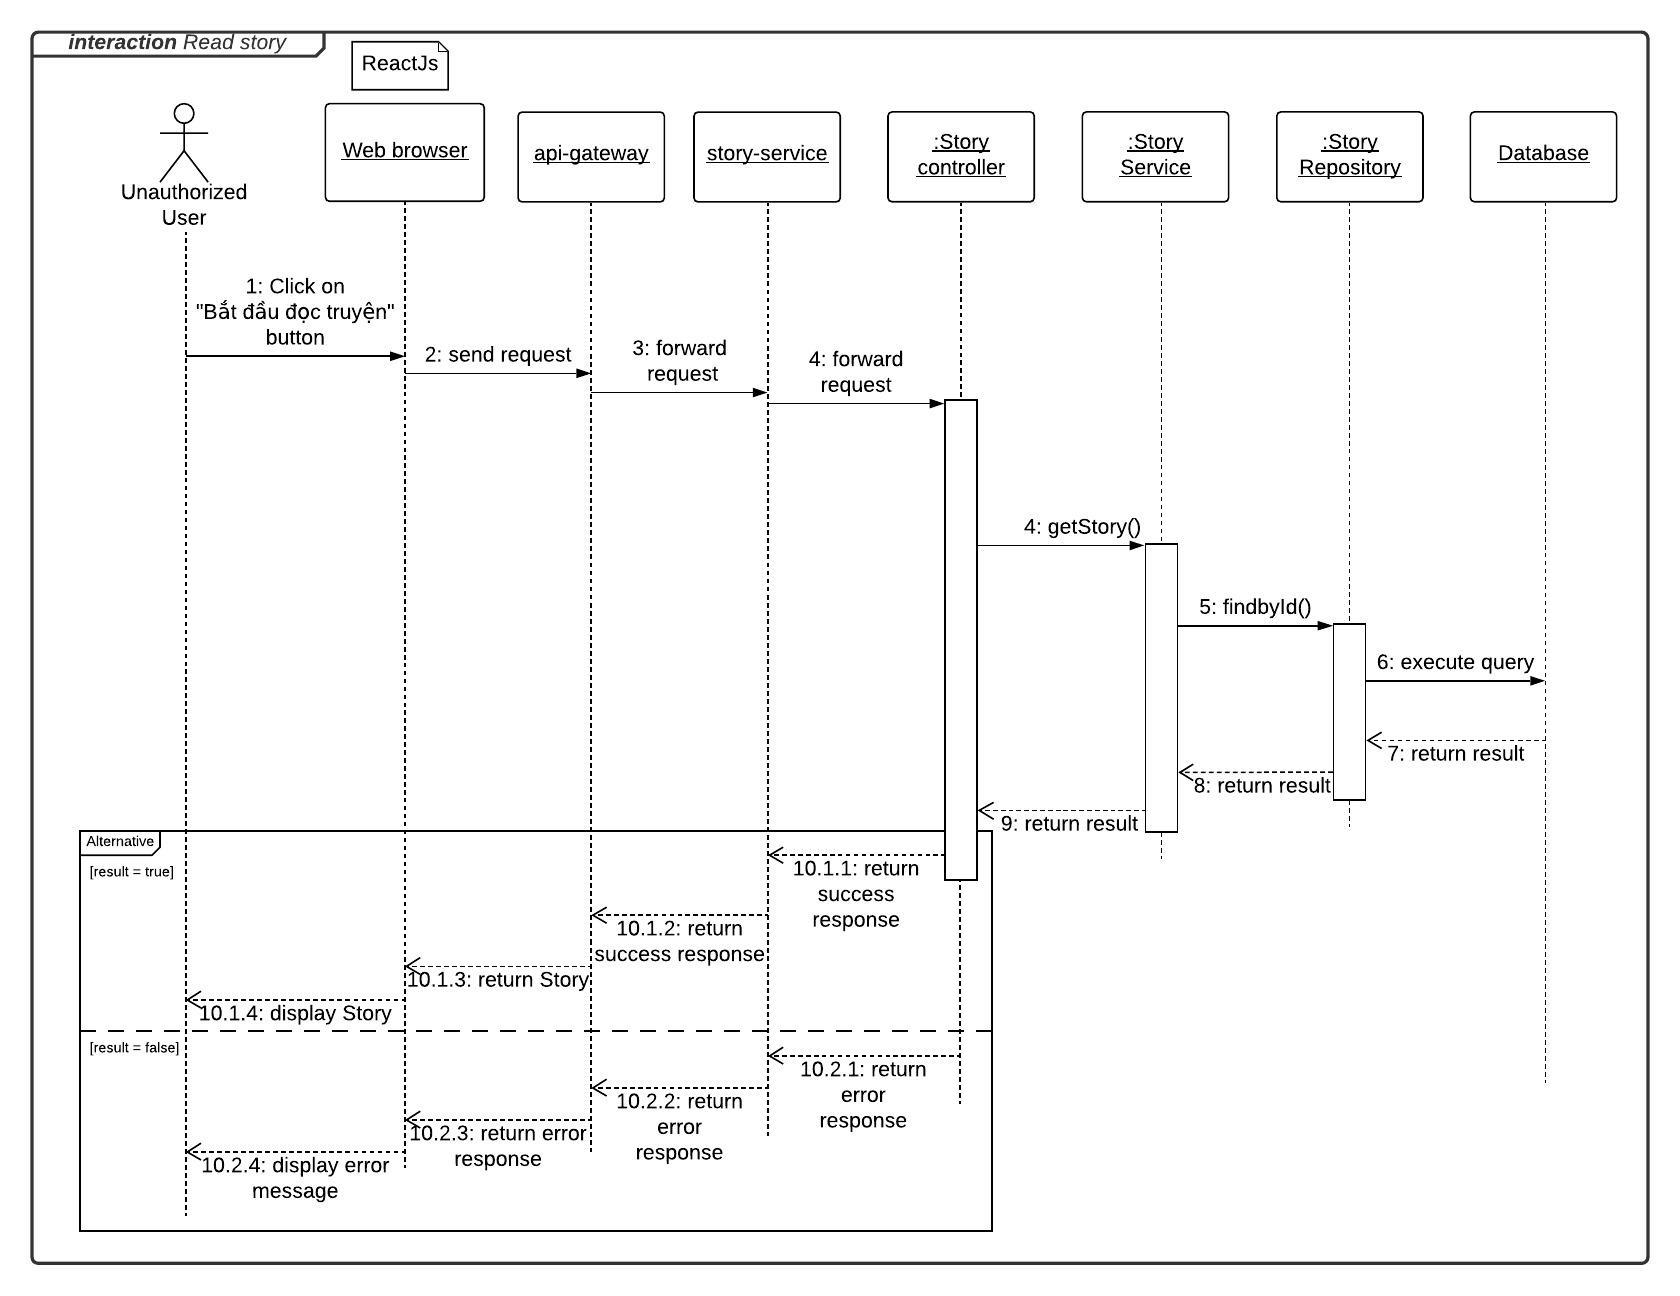 interaction Read story
ReactJs
Unauthorized
User
Web browser
api-gateway
story-service
:Story
controller
:Story
Service
:Story
Repository
Database
1: Click on
"Bắt đầu đọc truyện"
button
2: send request
3: forward
request
4: forward
request
4: getStory()
5: findbyId()
6: execute query
7: return result
8: return result
9: return result
Alternative
[result = true]
10.1.1: return
success
response
10.1.2: return
success response
10.1.3: return Story
10.1.4: display Story
[result = false]
10.2.1: return
error
response
10.2.2: return
error
response
10.2.3: return error
response
10.2.4: display error
message